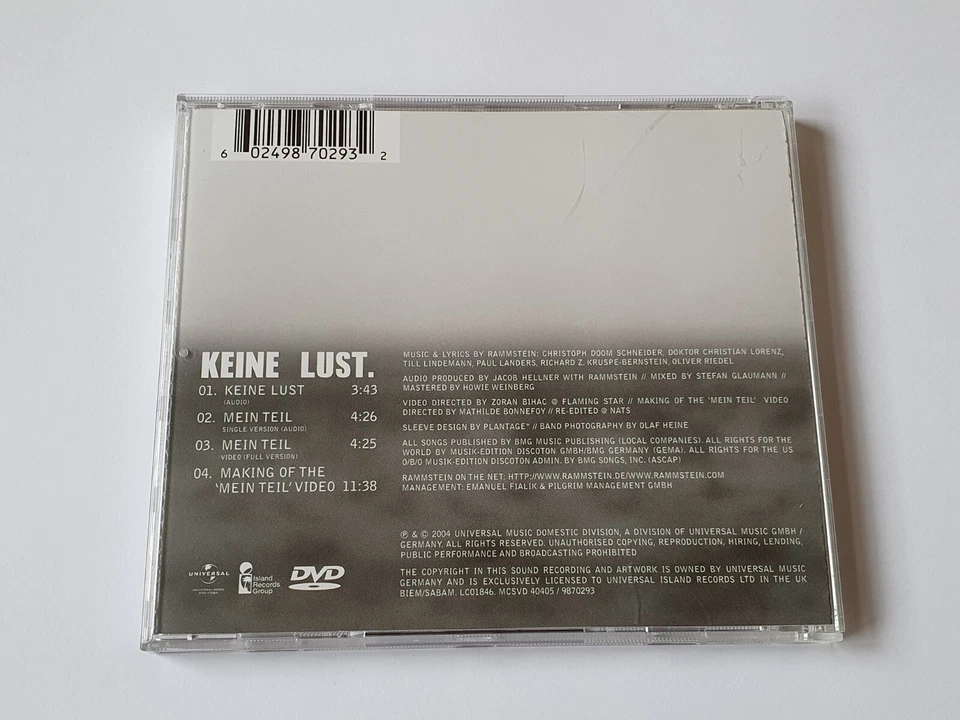 6 02498 70293 2
KEINE LUST.
01. KEINE LUST 3:43
(AUDIO)
02. MEIN TEIL 4:26
SINGLE VERSION (AUDIO)
03. MEIN TEIL 4:25
VIDEO (FULL VERSION)
04. MAKING OF THE
'MEIN TEIL' VIDEO 11:38
MUSIC & LYRICS BY RAMMSTEIN: CHRISTOPH DOOM SCHNEIDER, DOKTOR CHRISTIAN LORENZ,
TILL LINDEMANN, PAUL LANDERS, RICHARD Z. KRUSPE-BERNSTEIN, OLIVER RIEDEL
AUDIO PRODUCED BY JACOB HELLNER WITH RAMMSTEIN // MIXED BY STEFAN GLAUMANN //
MASTERED BY HOWIE WEINBERG
VIDEO DIRECTED BY ZORAN BIHAC @ FLAMING STAR // MAKING OF THE 'MEIN TEIL' VIDEO
DIRECTED BY MATHILDE BONNEFOY // RE-EDITED @ NATS
SLEEVE DESIGN BY PLANTAGE* // BAND PHOTOGRAPHY BY OLAF HEINE
ALL SONGS PUBLISHED BY BMG MUSIC PUBLISHING (LOCAL COMPANIES). ALL RIGHTS FOR THE
WORLD BY MUSIK-EDITION DISCOTON GMBH/BMG GERMANY (GEMA). ALL RIGHTS FOR THE US
O/B/O MUSIK-EDITION DISCOTON ADMIN. BY BMG SONGS, INC. (ASCAP)
RAMMSTEIN ON THE NET: HTTP://WWW.RAMMSTEIN.DE/WWW.RAMMSTEIN.COM
MANAGEMENT: EMANUEL FIALIK & PILGRIM MANAGEMENT GMBH
℗ & © 2004 UNIVERSAL MUSIC DOMESTIC DIVISION, A DIVISION OF UNIVERSAL MUSIC GMBH /
GERMANY. ALL RIGHTS RESERVED. UNAUTHORISED COPYING, REPRODUCTION, HIRING, LENDING,
PUBLIC PERFORMANCE AND BROADCASTING PROHIBITED
THE COPYRIGHT IN THIS SOUND RECORDING AND ARTWORK IS OWNED BY UNIVERSAL MUSIC
GERMANY AND IS EXCLUSIVELY LICENSED TO UNIVERSAL ISLAND RECORDS LTD IN THE UK
BIEM/SABAM. LC01846. MCSVD 40405 / 9870293
UNIVERSAL
Island
Records
Group
DVD